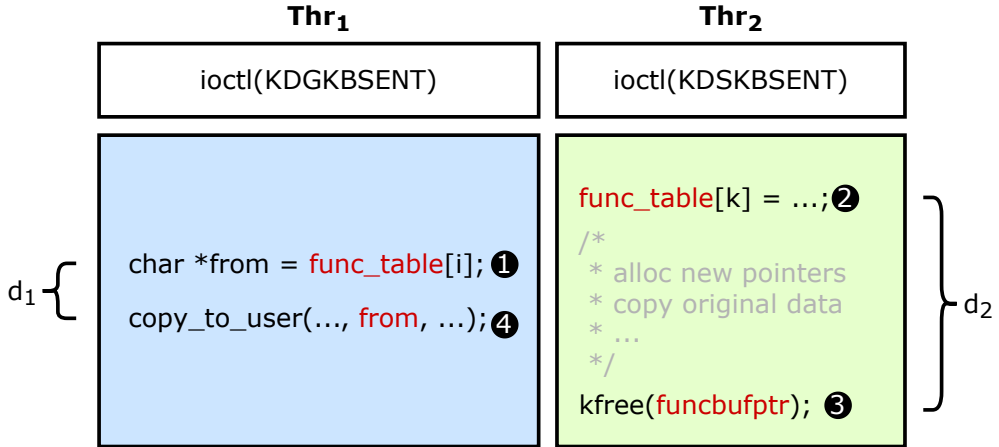 Thr1
Thr2
ioctl(KDGKBSENT)
ioctl(KDSKBSENT)
d1
char *from = func_table[i]; 1
copy_to_user(..., from, ...); 4
func_table[k] = ...; 2
/*
* alloc new pointers
* copy original data
* ...
*/
kfree(funcbufptr); 3
d2